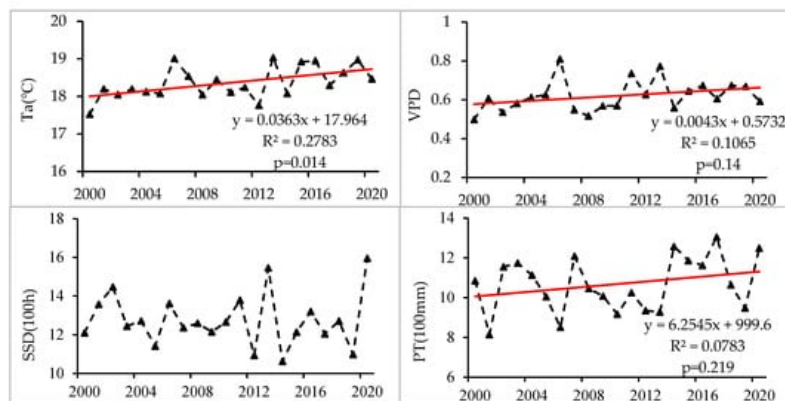 20
19
18
17
16
Ta(°C)
y = 0.0363x + 17.964
R² = 0.2783
p=0.014
2000 2004 2008 2012 2016 2020
1
0.8
0.6
0.4
0.2
VPD
y = 0.0043x + 0.5732
R² = 0.1065
p=0.14
2000 2004 2008 2012 2016 2020
18
16
14
12
10
SSD(100h)
2000 2004 2008 2012 2016 2020
14
12
10
8
6
PT(100mm)
y = 6.2545x + 999.6
R² = 0.0783
p=0.219
2000 2004 2008 2012 2016 2020